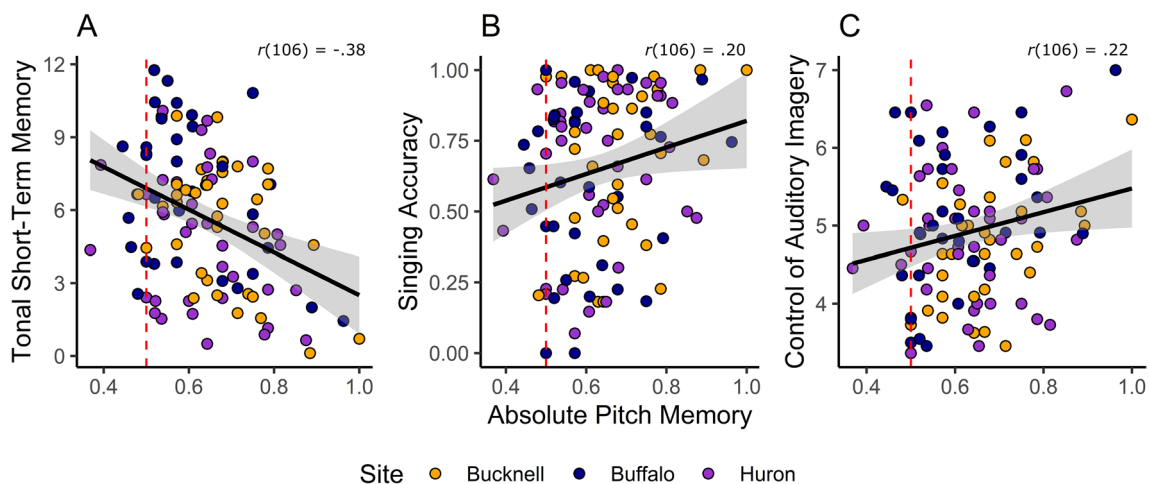 A
r(106) = -.38
Tonal Short-Term Memory
12
9
6
3
0
0.4 0.6 0.8 1.0
B
r(106) = .20
Singing Accuracy
1.00
0.75
0.50
0.25
0.00
0.4 0.6 0.8 1.0
Absolute Pitch Memory
C
r(106) = .22
Control of Auditory Imagery
7
6
5
4
0.4 0.6 0.8 1.0
Site Bucknell Buffalo Huron